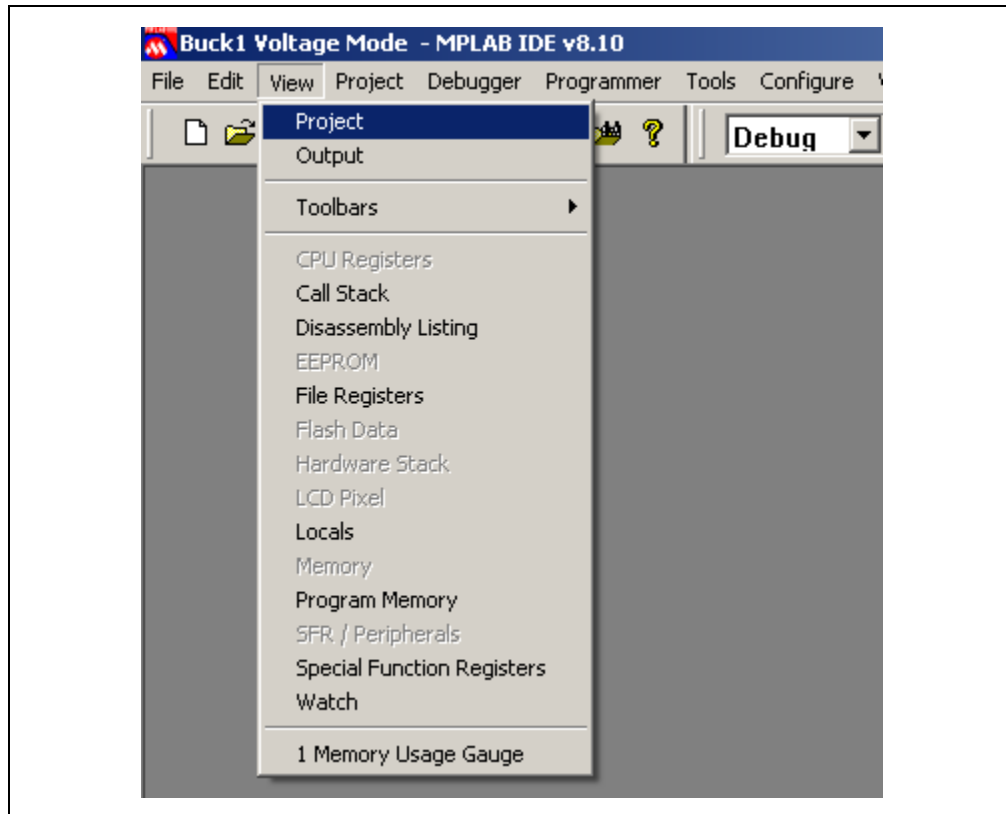 Buck1 Voltage Mode - MPLAB IDE v8.10
File Edit View Project Debugger Programmer Tools Configure
Debug
Project
Output
Toolbars
CPU Registers
Call Stack
Disassembly Listing
EEPROM
File Registers
Flash Data
Hardware Stack
LCD Pixel
Locals
Memory
Program Memory
SFR / Peripherals
Special Function Registers
Watch
1 Memory Usage Gauge